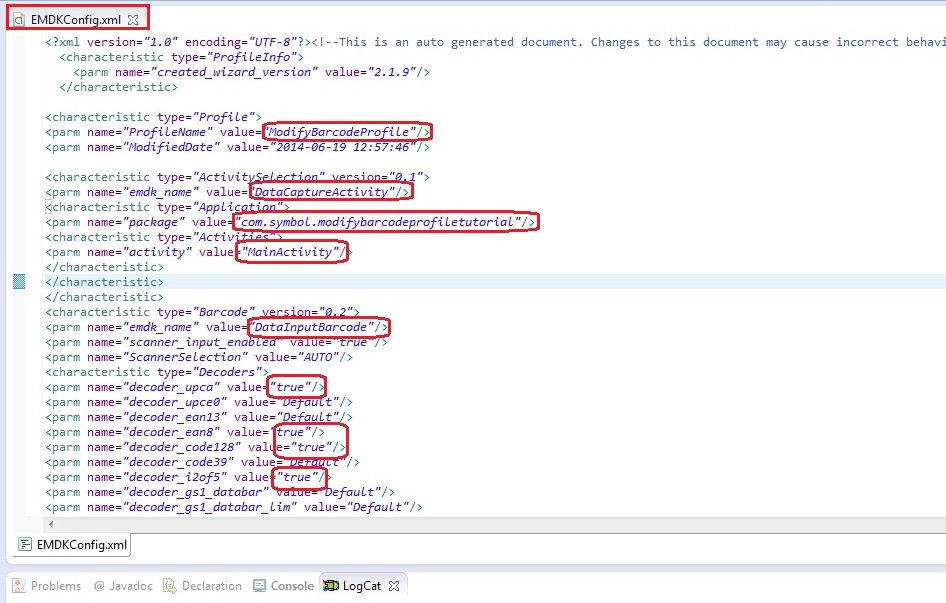 EMDKConfig.xml
<?xml version="1.0" encoding="UTF-8"?><!--This is an auto generated document. Changes to this document may cause incorrect behavi
<characteristic type="ProfileInfo">
<parm name="created_wizard_version" value="2.1.9"/>
</characteristic>
<characteristic type="Profile">
<parm name="ProfileName" value="ModifyBarcodeProfile"/>
<parm name="ModifiedDate" value="2014-06-19 12:57:46"/>
<characteristic type="ActivitySelection" version="0.1">
<parm name="emdk_name" value="DataCaptureActivity"/>
<characteristic type="Application">
<parm name="package" value="com.symbol.modifybarcodeprofiletutorial"/>
<characteristic type="Activities">
<parm name="activity" value="MainActivity"/>
</characteristic>
</characteristic>
</characteristic>
<characteristic type="Barcode" version="0.2">
<parm name="emdk_name" value="DataInputBarcode"/>
<parm name="scanner_input_enabled" value="true"/>
<parm name="ScannerSelection" value="AUTO"/>
<characteristic type="Decoders">
<parm name="decoder_upca" value="true"/>
<parm name="decoder_upce0" value="Default"/>
<parm name="decoder_ean13" value="Default"/>
<parm name="decoder_ean8" value="true"/>
<parm name="decoder_code128" value="true"/>
<parm name="decoder_code39" value="Default"/>
<parm name="decoder_i2of5" value="true"/>
<parm name="decoder_gs1_databar" value="Default"/>
<parm name="decoder_gs1_databar_lim" value="Default"/>
EMDKConfig.xml
Problems @ Javadoc Declaration Console LogCat